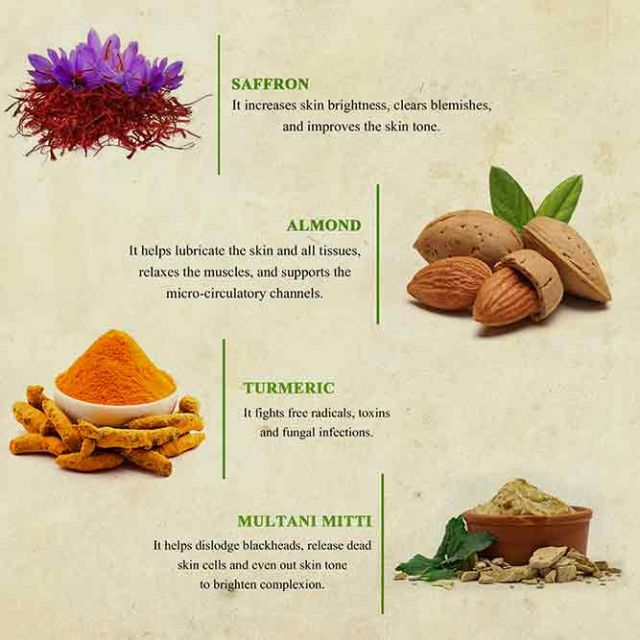 SAFFRON
It increases skin brightness, clears blemishes,
and improves the skin tone.
ALMOND
It helps lubricate the skin and all tissues,
relaxes the muscles, and supports the
micro-circulatory channels.
TURMERIC
It fights free radicals, toxins
and fungal infections.
MULTANI MITTI
It helps dislodge blackheads, release dead
skin cells and even out skin tone
to brighten complexion.